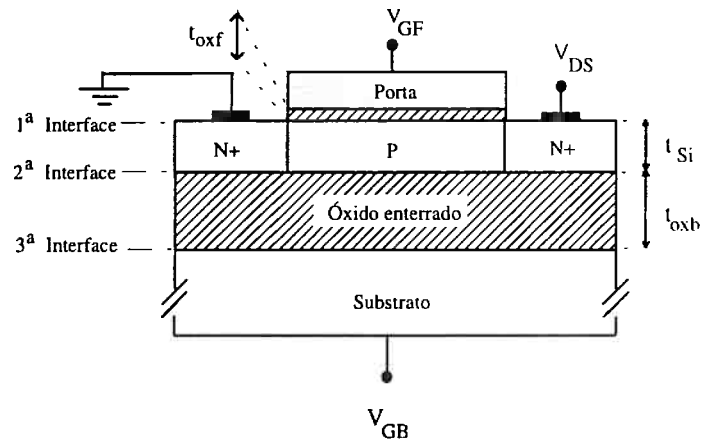 t_oxf
V_GF
V_DS
Porta
1ª Interface
N+
P
N+
t_Si
2ª Interface
Óxido enterrado
t_oxb
3ª Interface
Substrato
V_GB